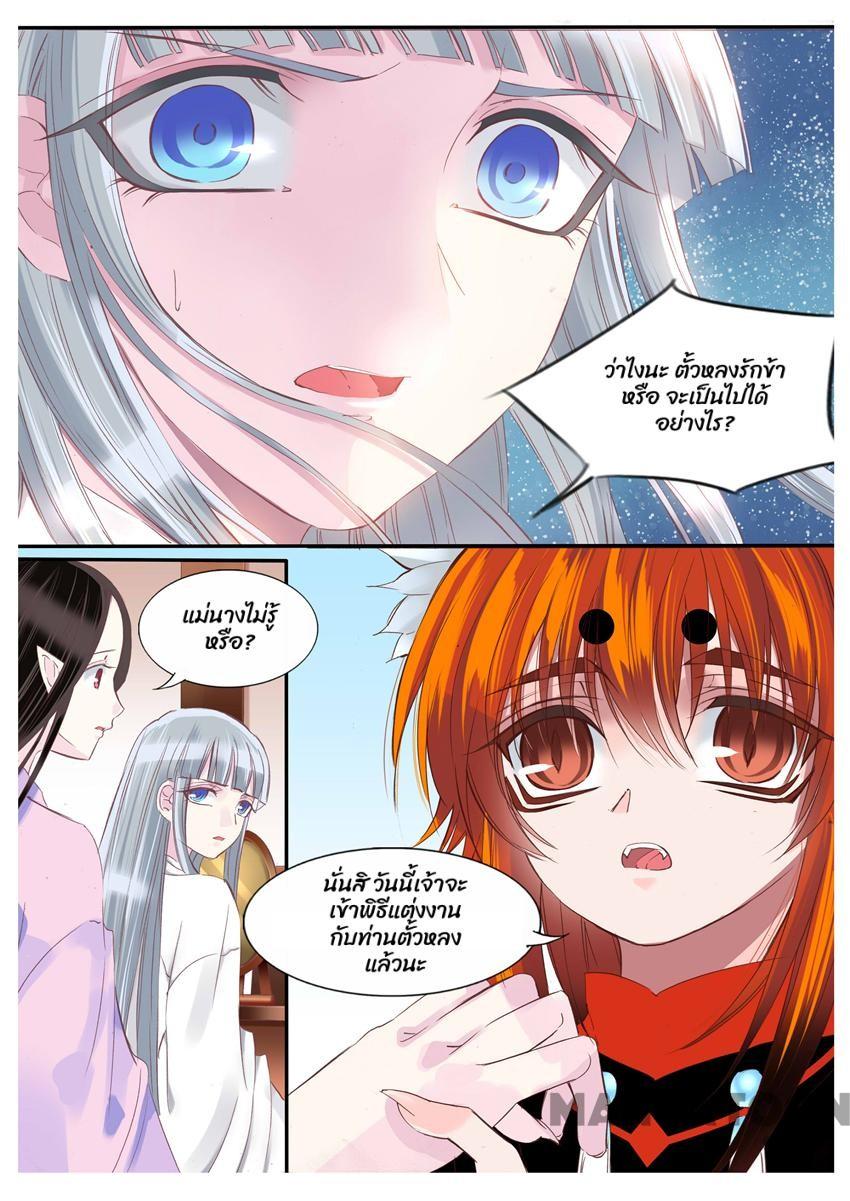 ว่าไงนะ ตั้วหลงรักข้า
หรือ จะเป็นไปได้
อย่างไร?
แม่นางไม่รู้
หรือ?
นั่นสิ วันนี้เจ้าจะ
เข้าพิธีแต่งงาน
กับท่านตั้วหลง
แล้วนะ